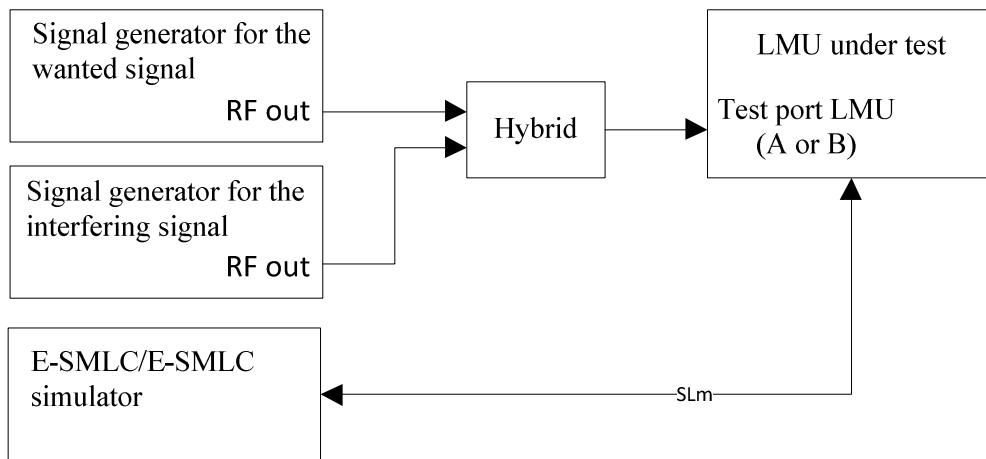 Signal generator for the
wanted signal
RF out
Signal generator for the
interfering signal
RF out
Hybrid
LMU under test
Test port LMU
(A or B)
E-SMLC/E-SMLC
simulator
SLm